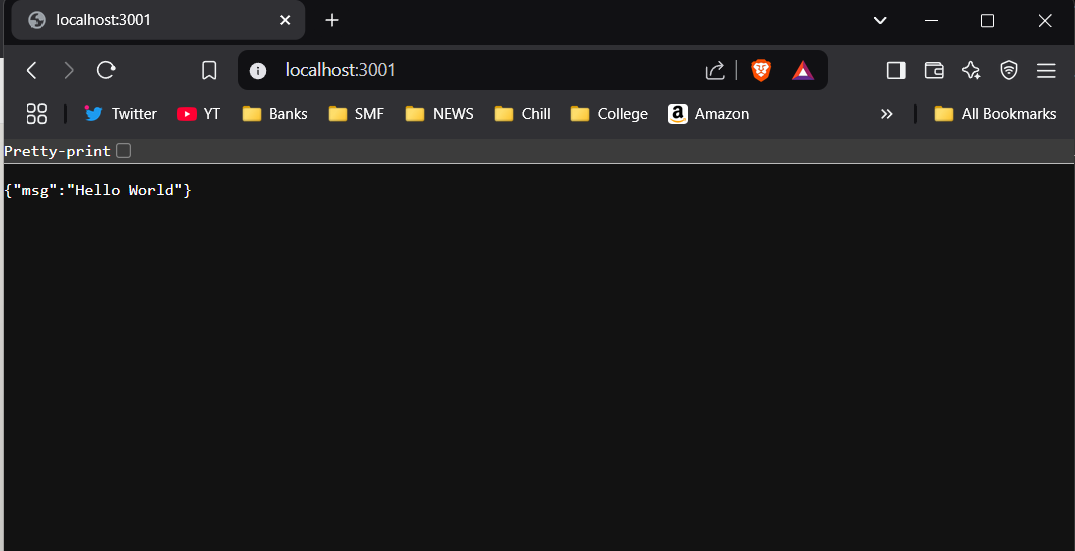 localhost:3001
localhost:3001
Twitter YT Banks SMF NEWS Chill College Amazon All Bookmarks
Pretty-print
{"msg":"Hello World"}